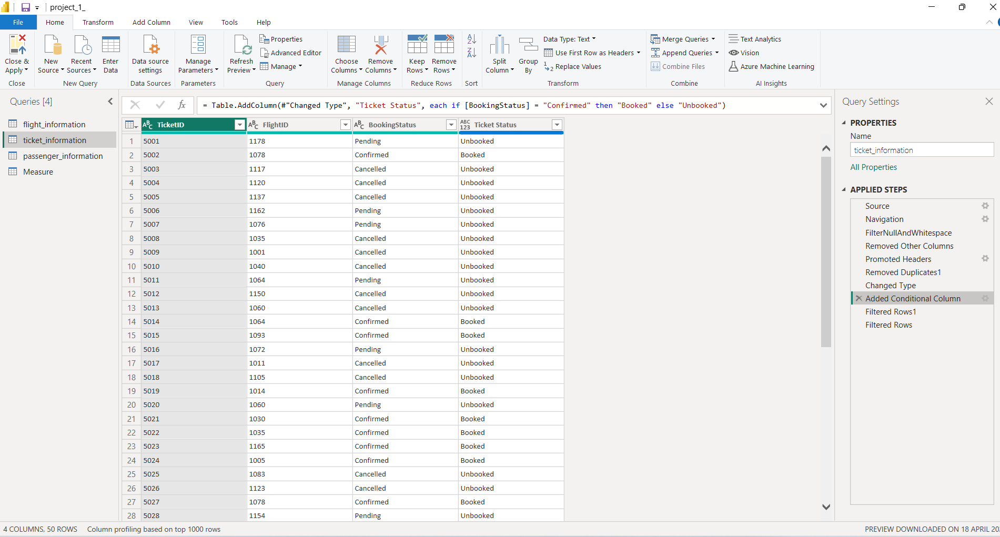 project_1_
File Home Transform Add Column View Tools Help
Close & Apply
New Source
Recent Sources
Enter Data
Data source settings
Manage Parameters
Refresh Preview
Properties
Advanced Editor
Manage
Choose Columns
Remove Columns
Keep Rows
Remove Rows
Split Column
Group By
Data Type: Text
Use First Row as Headers
Replace Values
Merge Queries
Append Queries
Combine Files
Text Analytics
Vision
Azure Machine Learning
Close New Query Data Sources Parameters Query Manage Columns Reduce Rows Sort Transform Combine AI Insights
Queries [4]
flight_information
ticket_information
passenger_information
Measure
fx = Table.AddColumn(#"Changed Type", "Ticket Status", each if [BookingStatus] = "Confirmed" then "Booked" else "Unbooked")
ABC TicketID ABC FlightID ABC BookingStatus ABC 123 Ticket Status
1 5001 1178 Pending Unbooked
2 5002 1078 Confirmed Booked
3 5003 1117 Cancelled Unbooked
4 5004 1120 Cancelled Unbooked
5 5005 1137 Cancelled Unbooked
6 5006 1162 Pending Unbooked
7 5007 1076 Pending Unbooked
8 5008 1035 Cancelled Unbooked
9 5009 1001 Cancelled Unbooked
10 5010 1040 Cancelled Unbooked
11 5011 1064 Pending Unbooked
12 5012 1150 Cancelled Unbooked
13 5013 1060 Cancelled Unbooked
14 5014 1064 Confirmed Booked
15 5015 1093 Confirmed Booked
16 5016 1072 Pending Unbooked
17 5017 1011 Cancelled Unbooked
18 5018 1105 Cancelled Unbooked
19 5019 1014 Confirmed Booked
20 5020 1060 Pending Unbooked
21 5021 1030 Confirmed Booked
22 5022 1035 Confirmed Booked
23 5023 1165 Confirmed Booked
24 5024 1005 Confirmed Booked
25 5025 1083 Cancelled Unbooked
26 5026 1123 Cancelled Unbooked
27 5027 1078 Confirmed Booked
28 5028 1154 Pending Unbooked
Query Settings
PROPERTIES
Name
ticket_information
All Properties
APPLIED STEPS
Source
Navigation
FilterNullAndWhitespace
Removed Other Columns
Promoted Headers
Removed Duplicates1
Changed Type
Added Conditional Column
Filtered Rows1
Filtered Rows
4 COLUMNS, 50 ROWS Column profiling based on top 1000 rows PREVIEW DOWNLOADED ON 18 APRIL